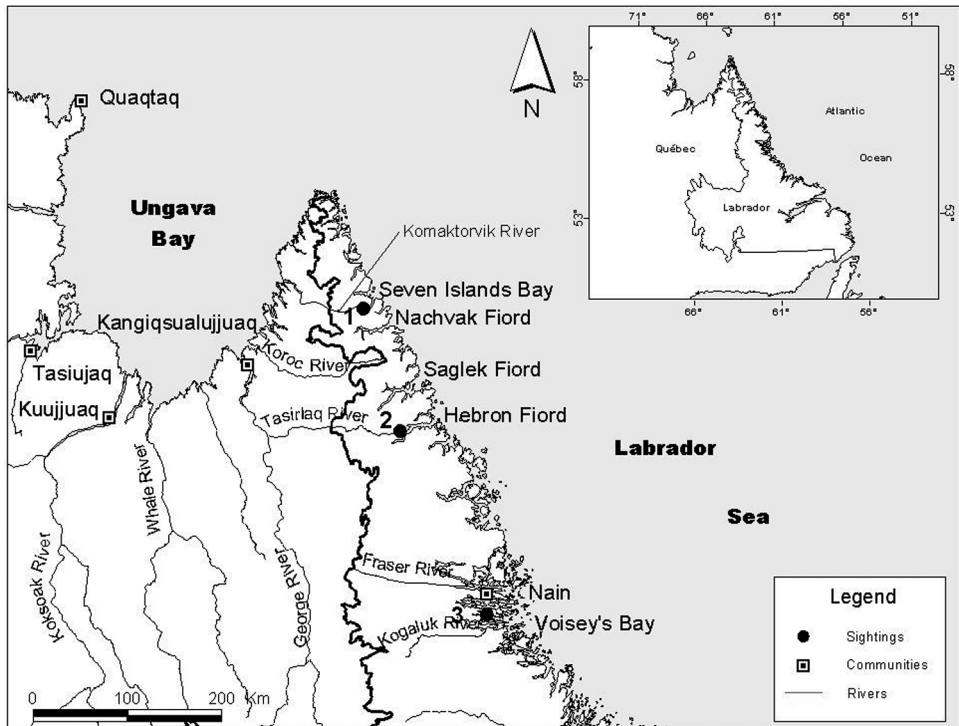 71° 66° 61° 56° 51°
58° 58°
Atlantic
Ocean
Québec
Labrador
53° 53°
66° 61° 56°
N
Quaqtaq
Ungava
Bay
Komaktorvik River
Seven Islands Bay
1
Nachvak Fiord
Kangiqsualujjuaq
Koroc River
Saglek Fiord
Tasiujaq
Kuujjuaq
Tasirlaq River
2
Hebron Fiord
Labrador
Sea
Whale River
Koksoak River
George River
Fraser River
Nain
3
Voisey's Bay
Kogaluk River
Legend
Sightings
Communities
Rivers
0 100 200 Km